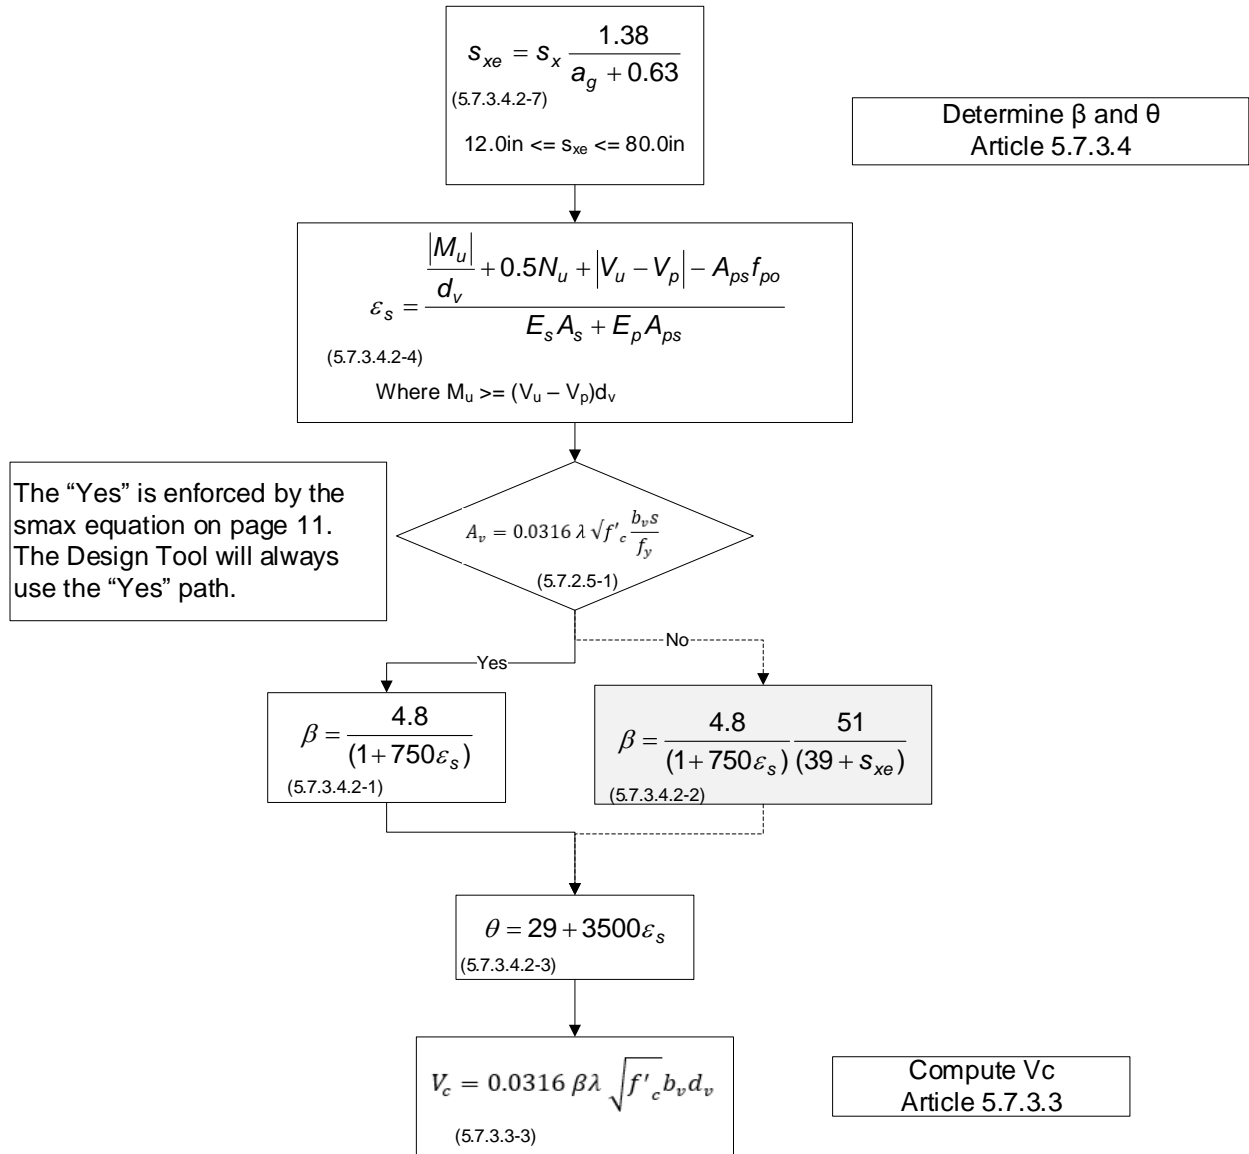 s_xe = s_x 1.38 / (a_g + 0.63)
(5.7.3.4.2-7)
12.0in <= s_xe <= 80.0in
Determine β and θ
Article 5.7.3.4
ε_s = (|M_u| / d_v + 0.5N_u + |V_u − V_p| − A_ps f_po) / (E_s A_s + E_p A_ps)
(5.7.3.4.2-4)
Where M_u >= (V_u – V_p)d_v
The “Yes” is enforced by the
smax equation on page 11.
The Design Tool will always
use the “Yes” path.
A_v = 0.0316 λ √f'_c b_v s / f_y
(5.7.2.5-1)
Yes
No
β = 4.8 / (1 + 750ε_s)
(5.7.3.4.2-1)
β = 4.8 / (1 + 750ε_s) 51 / (39 + s_xe)
(5.7.3.4.2-2)
θ = 29 + 3500ε_s
(5.7.3.4.2-3)
V_c = 0.0316 βλ √f'_c b_v d_v
(5.7.3.3-3)
Compute Vc
Article 5.7.3.3